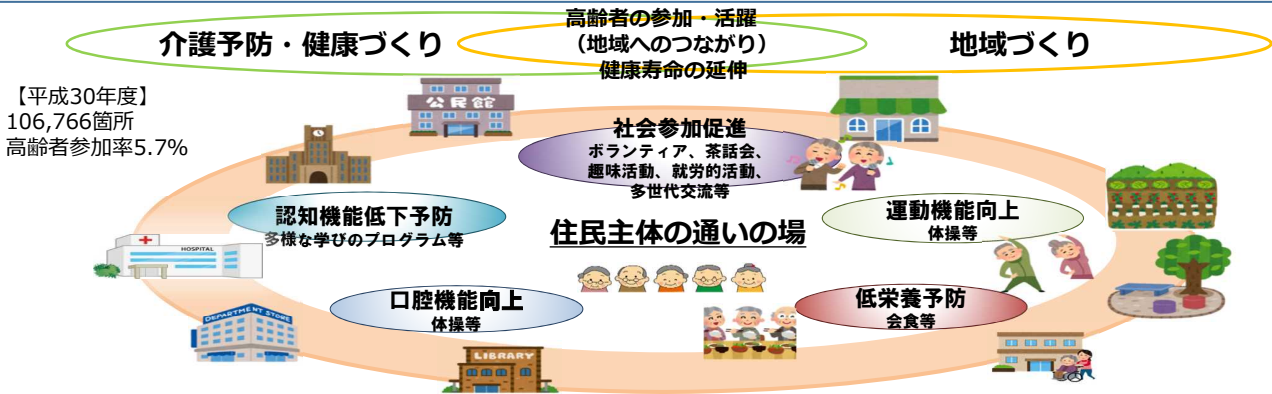 高齢者の参加・活躍
（地域へのつながり）
健康寿命の延伸
介護予防・健康づくり
地域づくり
【平成30年度】
106,766箇所
高齢者参加率5.7%
公民館
社会参加促進
ボランティア、茶話会、
趣味活動、就労的活動、
多世代交流等
認知機能低下予防
多様な学びのプログラム等
運動機能向上
体操等
住民主体の通いの場
HOSPITAL
口腔機能向上
体操等
低栄養予防
会食等
DEPARTMENT STORE
LIBRARY